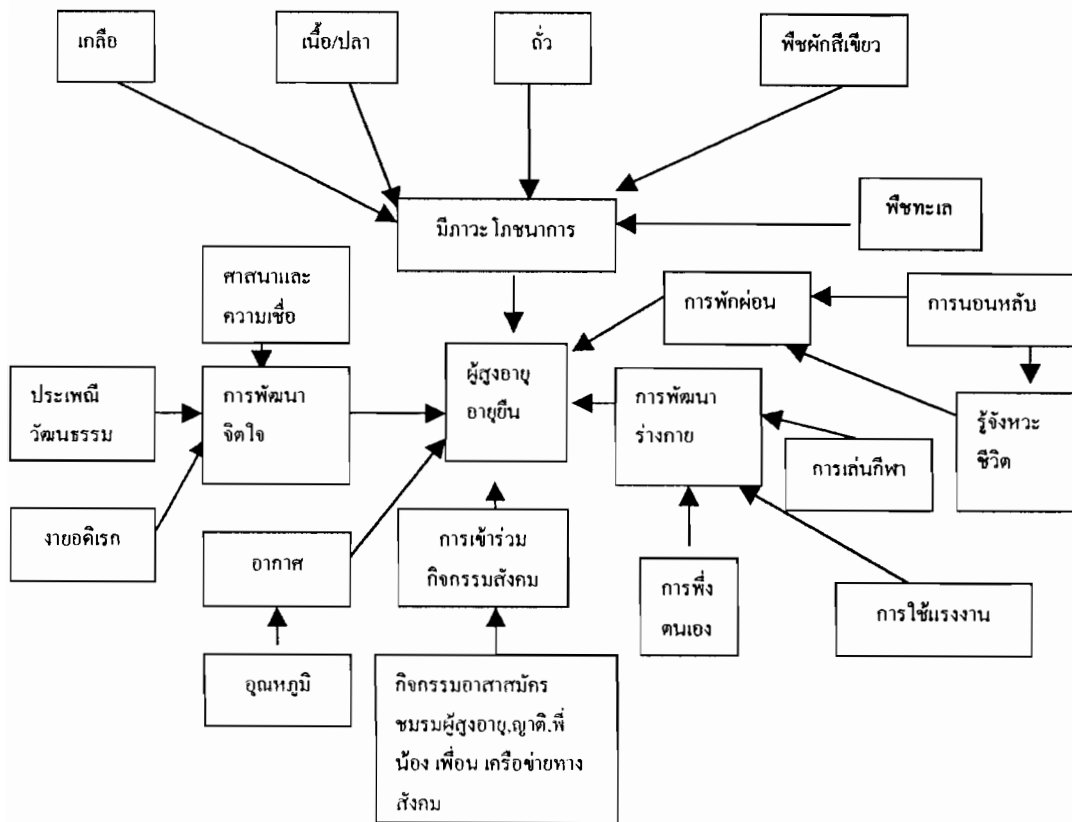 เกลือ
เนื้อ/ปลา
ถั่ว
พืชผักสีเขียว
มีภาวะโภชนาการ
พืชทะเล
ศาสนาและ
ความเชื่อ
การพักผ่อน
การนอนหลับ
ประเพณี
วัฒนธรรม
การพัฒนา
จิตใจ
ผู้สูงอายุ
อายุยืน
การพัฒนา
ร่างกาย
รู้จังหวะ
ชีวิต
การเล่นกีฬา
งายอดิเรก
อากาศ
การเข้าร่วม
กิจกรรมสังคม
การพึ่ง
ตนเอง
การใช้แรงงาน
อุณหภูมิ
กิจกรรมอาสาสมัคร
ชมรมผู้สูงอายุ,ญาติ.พี่
น้อง เพื่อน เครือข่ายทาง
สังคม